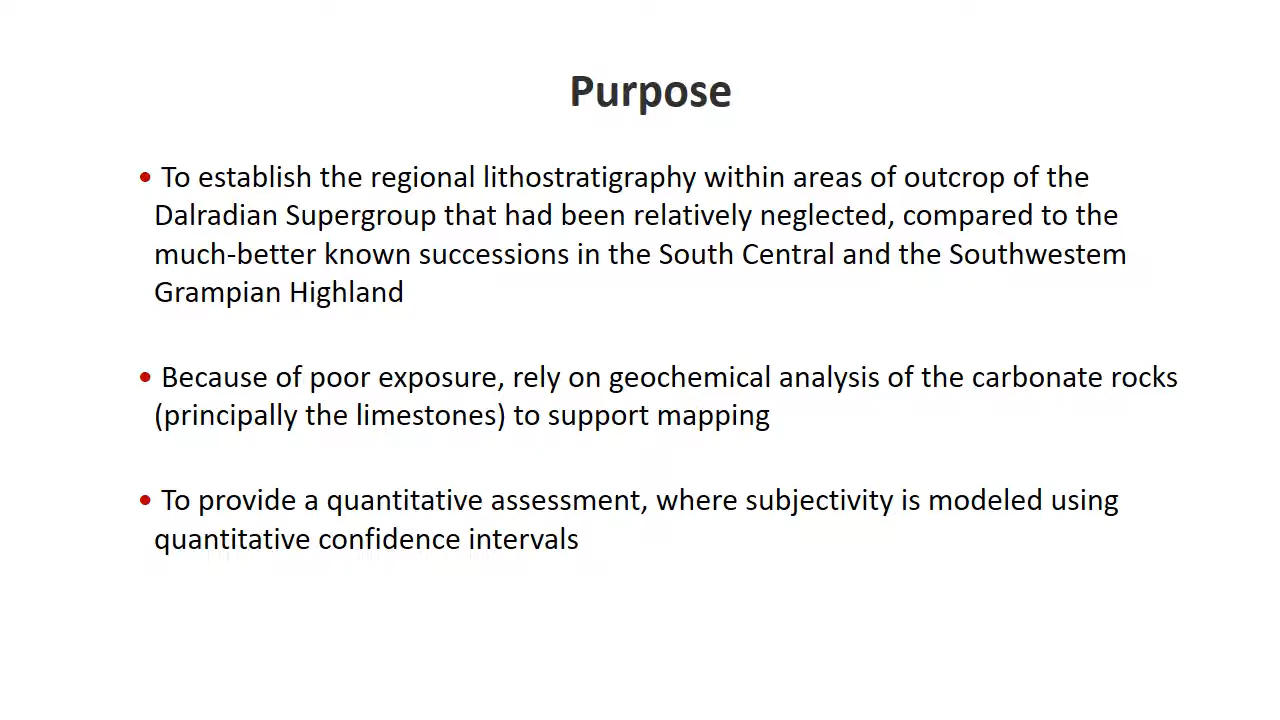 Purpose
• To establish the regional lithostratigraphy within areas of outcrop of the
Dalradian Supergroup that had been relatively neglected, compared to the
much-better known successions in the South Central and the Southwestem
Grampian Highland
• Because of poor exposure, rely on geochemical analysis of the carbonate rocks
(principally the limestones) to support mapping
• To provide a quantitative assessment, where subjectivity is modeled using
quantitative confidence intervals